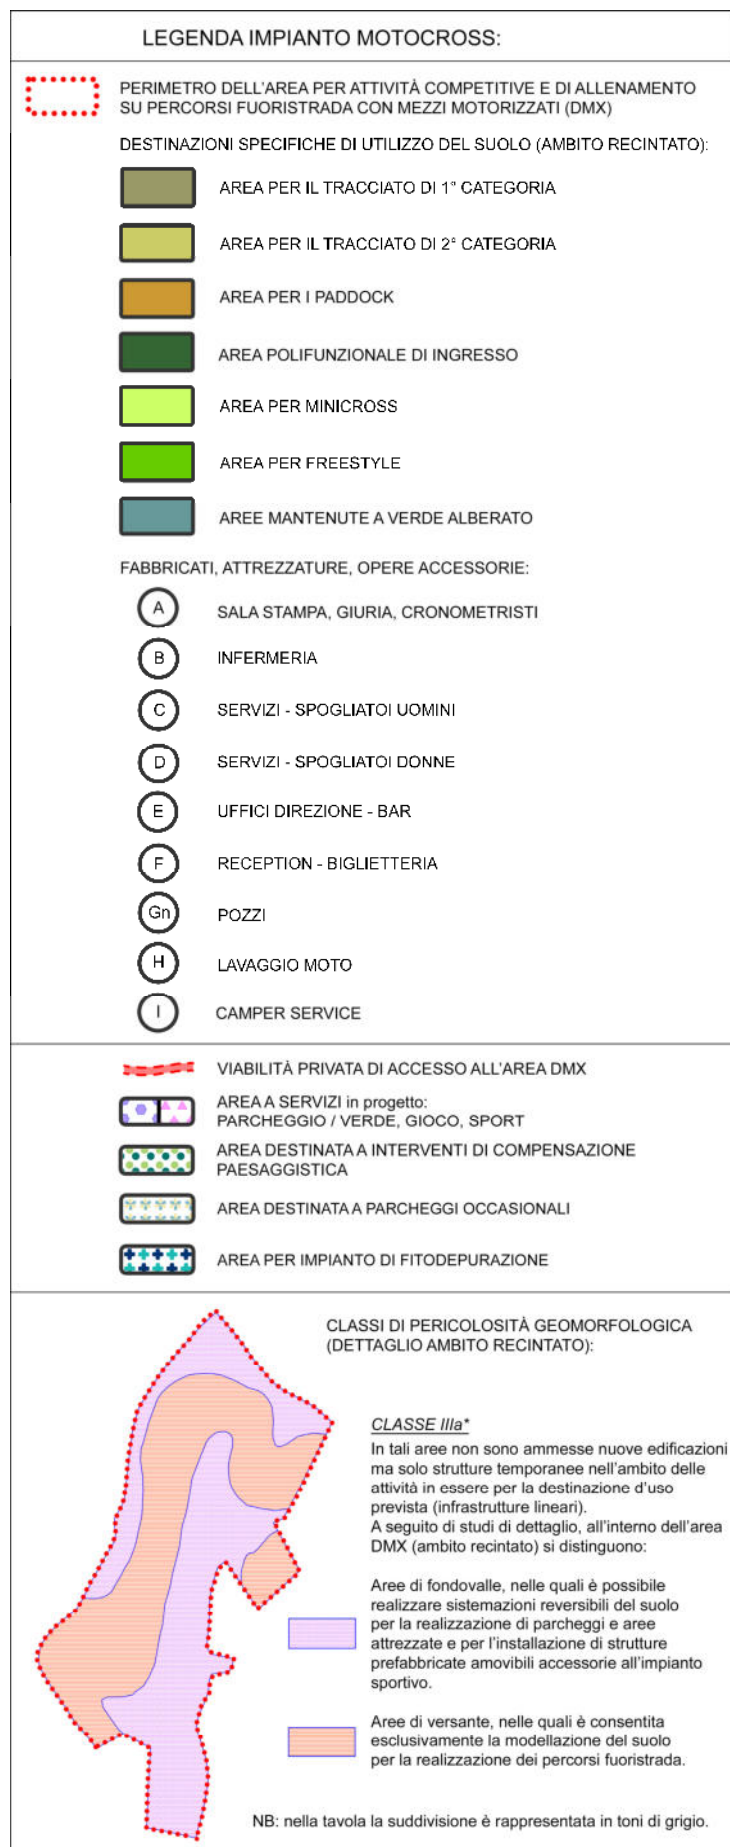 LEGENDA IMPIANTO MOTOCROSS:
PERIMETRO DELL'AREA PER ATTIVITÀ COMPETITIVE E DI ALLENAMENTO
SU PERCORSI FUORISTRADA CON MEZZI MOTORIZZATI (DMX)
DESTINAZIONI SPECIFICHE DI UTILIZZO DEL SUOLO (AMBITO RECINTATO):
AREA PER IL TRACCIATO DI 1° CATEGORIA
AREA PER IL TRACCIATO DI 2° CATEGORIA
AREA PER I PADDOCK
AREA POLIFUNZIONALE DI INGRESSO
AREA PER MINICROSS
AREA PER FREESTYLE
AREE MANTENUTE A VERDE ALBERATO
FABBRICATI, ATTREZZATURE, OPERE ACCESSORIE:
A SALA STAMPA, GIURIA, CRONOMETRISTI
B INFERMERIA
C SERVIZI - SPOGLIATOI UOMINI
D SERVIZI - SPOGLIATOI DONNE
E UFFICI DIREZIONE - BAR
F RECEPTION - BIGLIETTERIA
Gn POZZI
H LAVAGGIO MOTO
I CAMPER SERVICE
VIABILITÀ PRIVATA DI ACCESSO ALL'AREA DMX
AREA A SERVIZI in progetto:
PARCHEGGIO / VERDE, GIOCO, SPORT
AREA DESTINATA A INTERVENTI DI COMPENSAZIONE
PAESAGGISTICA
AREA DESTINATA A PARCHEGGI OCCASIONALI
AREA PER IMPIANTO DI FITODEPURAZIONE
CLASSI DI PERICOLOSITÀ GEOMORFOLOGICA
(DETTAGLIO AMBITO RECINTATO):
CLASSE IIIa*
In tali aree non sono ammesse nuove edificazioni
ma solo strutture temporanee nell'ambito delle
attività in essere per la destinazione d'uso
prevista (infrastrutture lineari).
A seguito di studi di dettaglio, all'interno dell'area
DMX (ambito recintato) si distinguono:
Aree di fondovalle, nelle quali è possibile
realizzare sistemazioni reversibili del suolo
per la realizzazione di parcheggi e aree
attrezzate e per l'installazione di strutture
prefabbricate amovibili accessorie all'impianto
sportivo.
Aree di versante, nelle quali è consentita
esclusivamente la modellazione del suolo
per la realizzazione dei percorsi fuoristrada.
NB: nella tavola la suddivisione è rappresentata in toni di grigio.